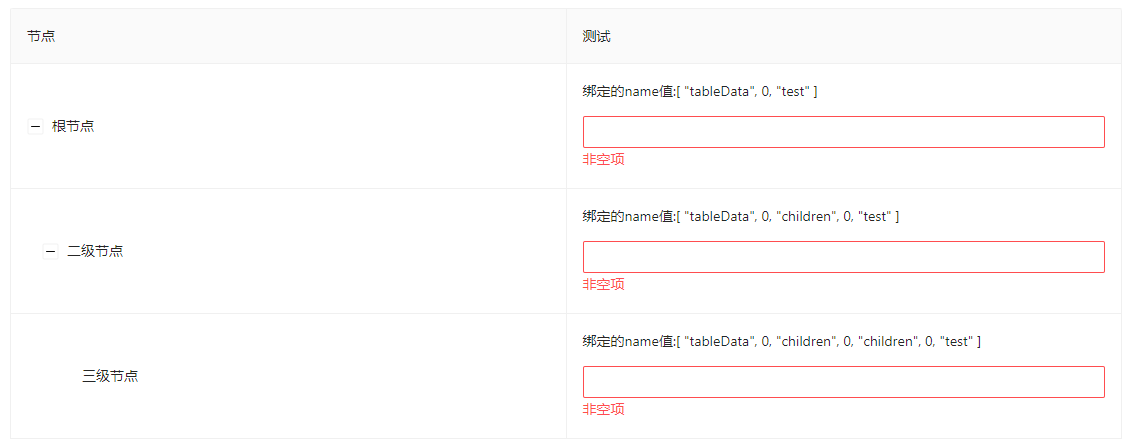 节点
测试
绑定的name值:[ "tableData", 0, "test" ]
根节点
非空项
绑定的name值:[ "tableData", 0, "children", 0, "test" ]
二级节点
非空项
绑定的name值:[ "tableData", 0, "children", 0, "children", 0, "test" ]
三级节点
非空项